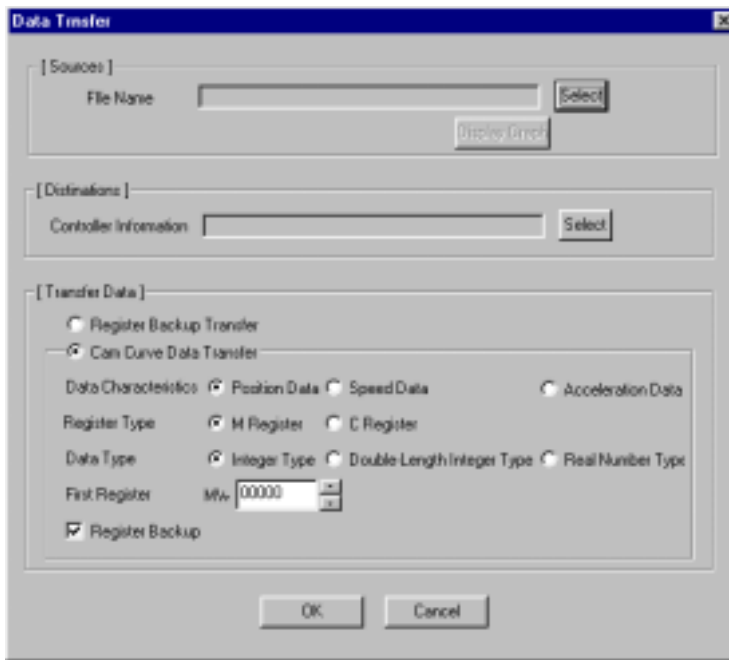 Data Trnsfer
[ Sources ]
File Name Select
Display Graph
[ Distinations ]
Controller Information Select
[ Transfer Data ]
Register Backup Transfer
Cam Curve Data Transfer
Data Characteristics Position Data Speed Data Acceleration Data
Register Type M Register C Register
Data Type Integer Type Double Length Integer Type Real Number Type
First Register MW 00000
Register Backup
OK Cancel